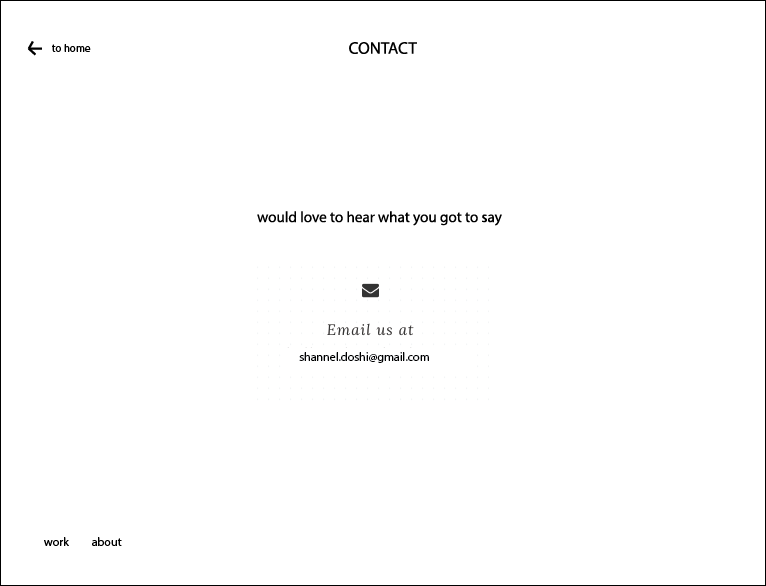 to home
CONTACT
would love to hear what you got to say
Email us at
shannel.doshi@gmail.com
work about